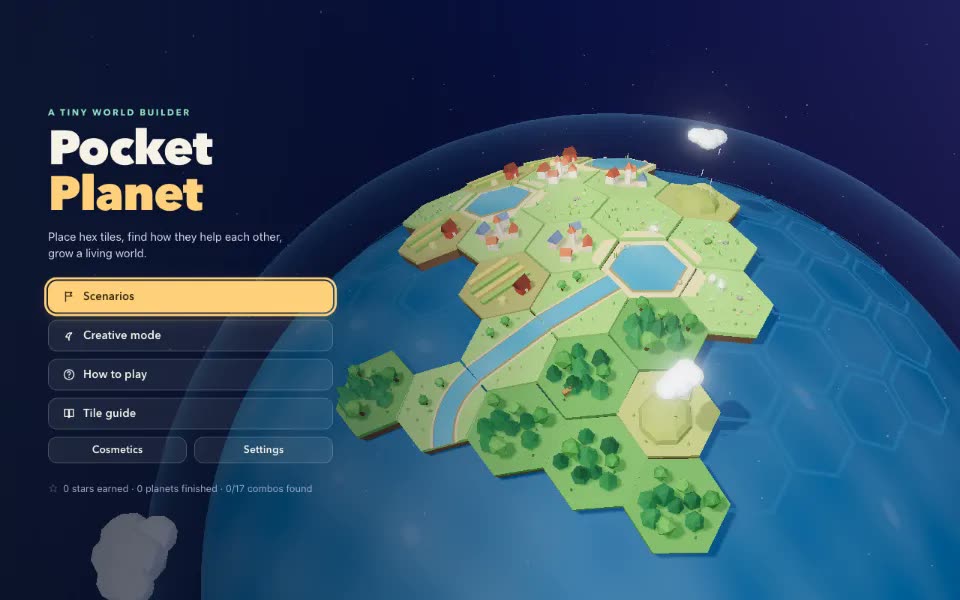 A TINY WORLD BUILDER
Pocket
Planet
Place hex tiles, find how they help each other,
grow a living world.
Scenarios
Creative mode
How to play
Tile guide
Cosmetics
Settings
☆ 0 stars earned · 0 planets finished · 0/17 combos found